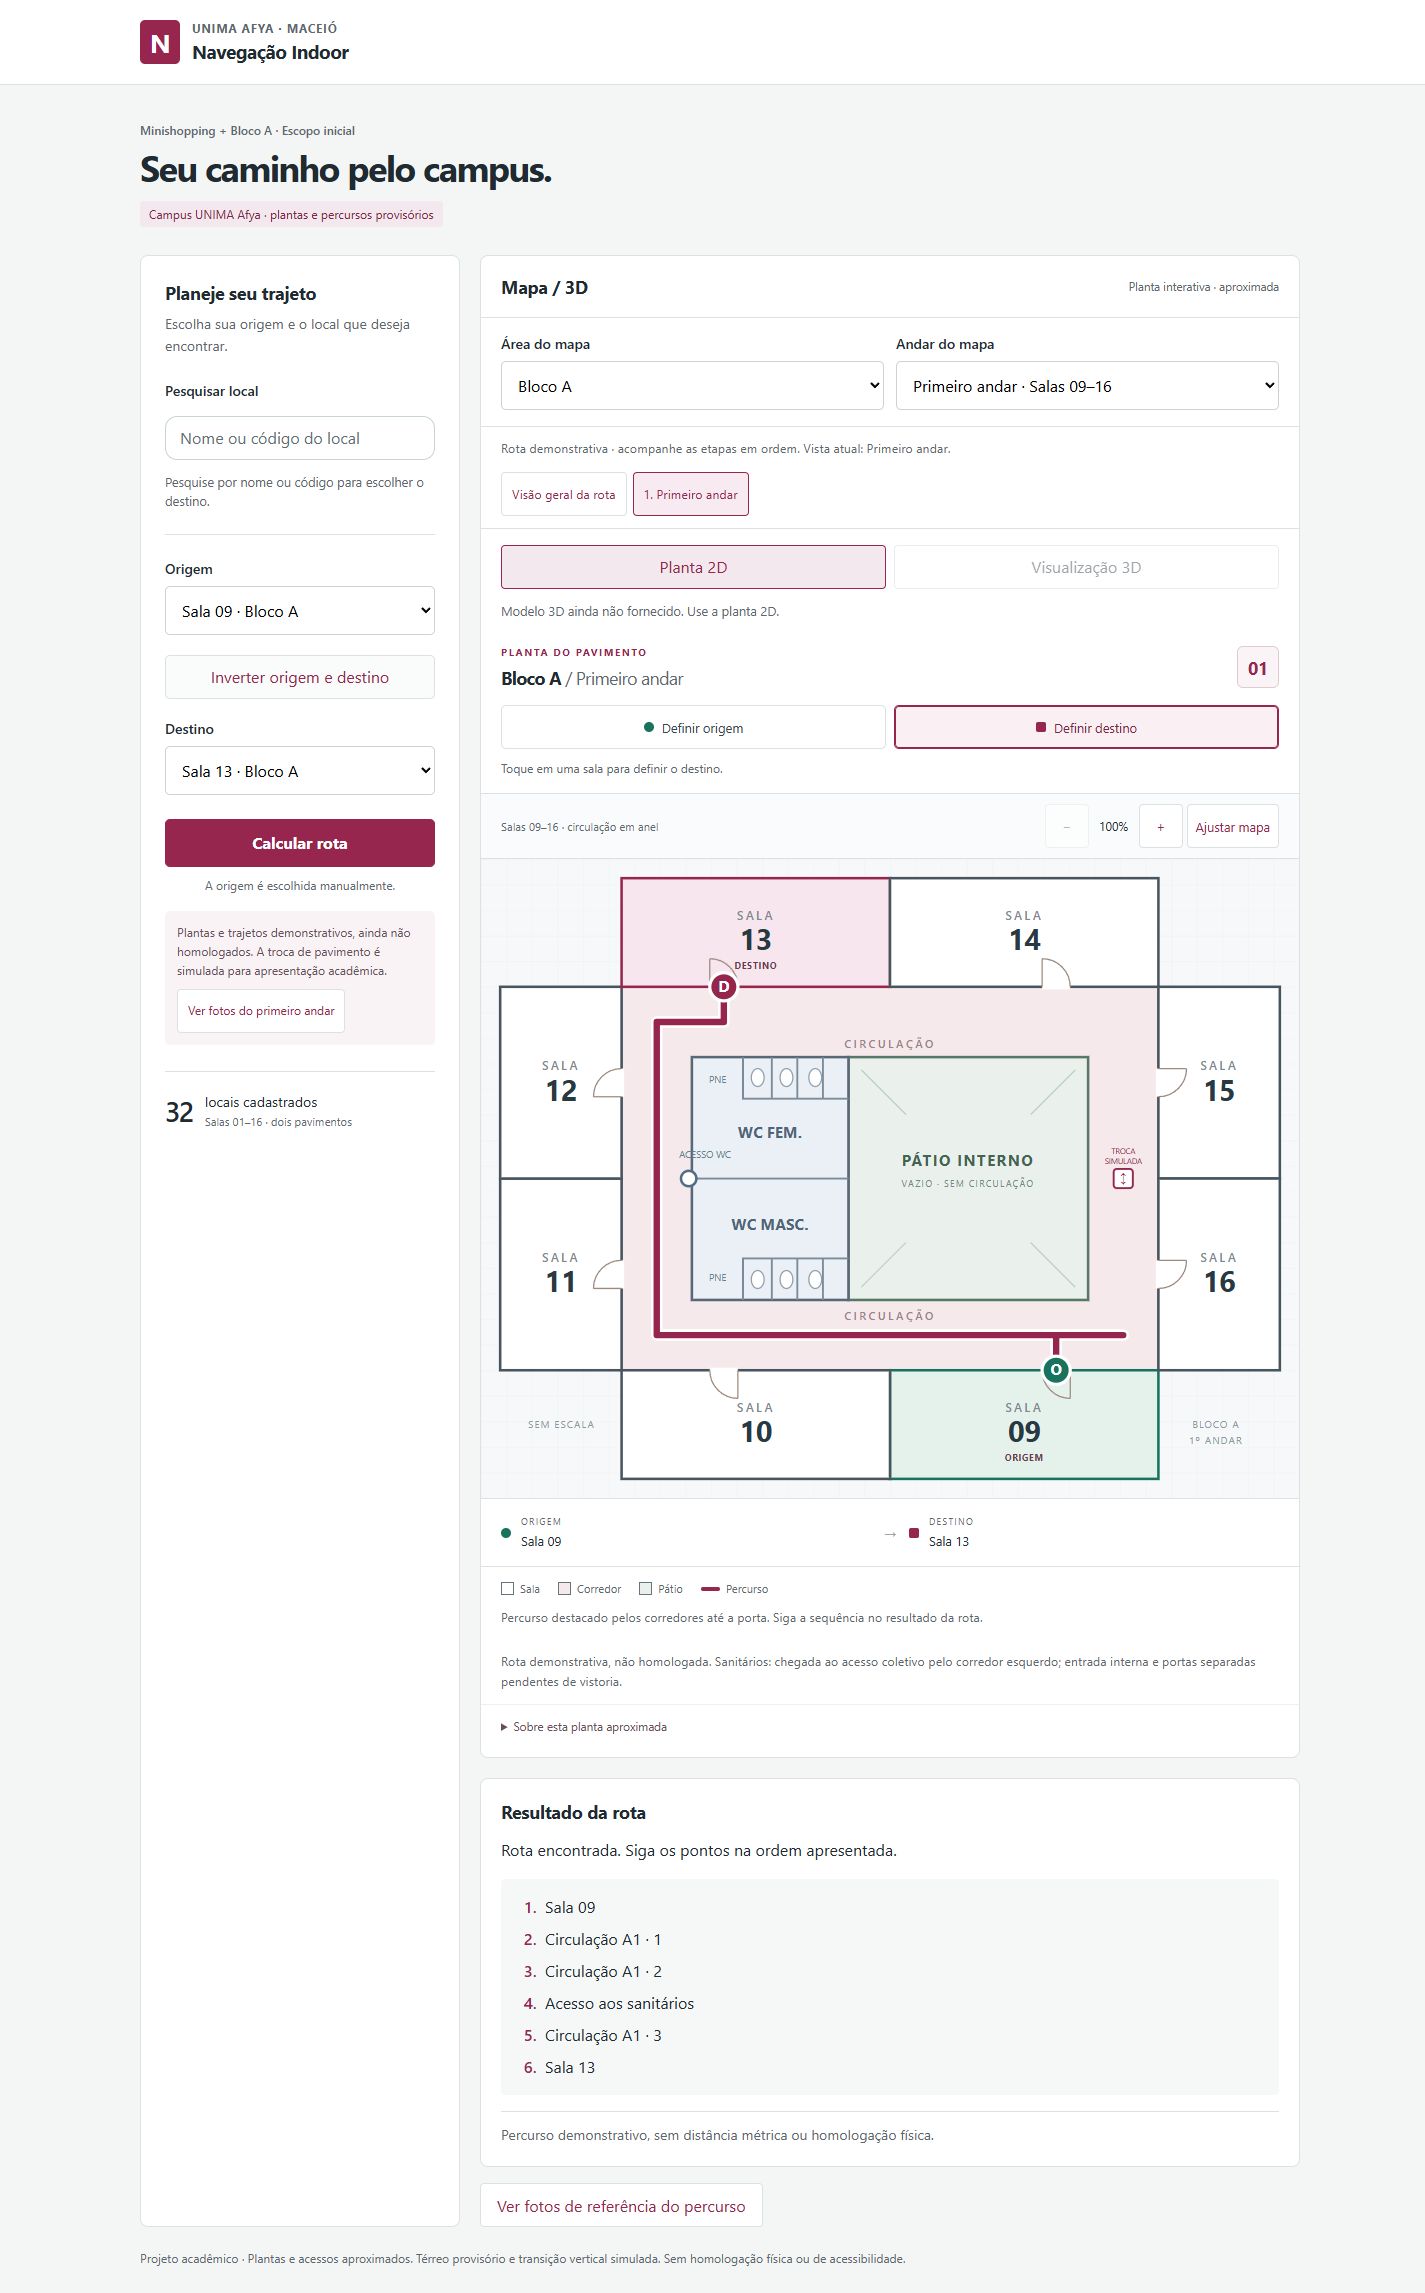 N
UNIMA AFYA · MACEIÓ
Navegação Indoor
Minishopping + Bloco A · Escopo inicial
Seu caminho pelo campus.
Campus UNIMA Afya · plantas e percursos provisórios
Planeje seu trajeto
Escolha sua origem e o local que deseja
encontrar.
Pesquisar local
Nome ou código do local
Pesquise por nome ou código para escolher o
destino.
Origem
Sala 09 · Bloco A
Inverter origem e destino
Destino
Sala 13 · Bloco A
Calcular rota
A origem é escolhida manualmente.
Plantas e trajetos demonstrativos, ainda não
homologados. A troca de pavimento é
simulada para apresentação acadêmica.
Ver fotos do primeiro andar
32
locais cadastrados
Salas 01–16 · dois pavimentos
Mapa / 3D
Planta interativa · aproximada
Área do mapa
Andar do mapa
Bloco A
Primeiro andar · Salas 09–16
Rota demonstrativa · acompanhe as etapas em ordem. Vista atual: Primeiro andar.
Visão geral da rota
1. Primeiro andar
Planta 2D
Visualização 3D
Modelo 3D ainda não fornecido. Use a planta 2D.
PLANTA DO PAVIMENTO
Bloco A / Primeiro andar
01
Definir origem
Definir destino
Toque em uma sala para definir o destino.
Salas 09–16 · circulação em anel
−
100%
+
Ajustar mapa
SALA
13
DESTINO
D
SALA
14
CIRCULAÇÃO
SALA
12
PNE
WC FEM.
ACESSO WC
PÁTIO INTERNO
VAZIO · SEM CIRCULAÇÃO
TROCA
SIMULADA
↕
SALA
15
WC MASC.
PNE
SALA
11
SALA
16
CIRCULAÇÃO
O
SALA
10
SALA
09
ORIGEM
SEM ESCALA
BLOCO A
1º ANDAR
ORIGEM
Sala 09
→
DESTINO
Sala 13
Sala
Corredor
Pátio
Percurso
Percurso destacado pelos corredores até a porta. Siga a sequência no resultado da rota.
Rota demonstrativa, não homologada. Sanitários: chegada ao acesso coletivo pelo corredor esquerdo; entrada interna e portas separadas
pendentes de vistoria.
Sobre esta planta aproximada
Resultado da rota
Rota encontrada. Siga os pontos na ordem apresentada.
1. Sala 09
2. Circulação A1 · 1
3. Circulação A1 · 2
4. Acesso aos sanitários
5. Circulação A1 · 3
6. Sala 13
Percurso demonstrativo, sem distância métrica ou homologação física.
Ver fotos de referência do percurso
Projeto acadêmico · Plantas e acessos aproximados. Térreo provisório e transição vertical simulada. Sem homologação física ou de acessibilidade.